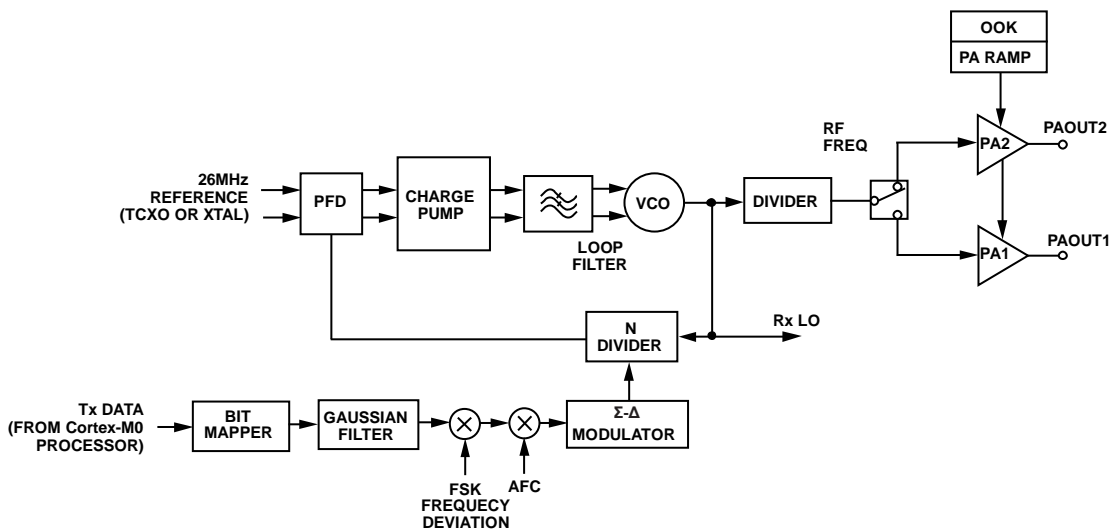 OOK
PA RAMP
RF
FREQ
PA2
PAOUT2
26MHz
REFERENCE
(TCXO OR XTAL)
PFD
CHARGE
PUMP
LOOP
FILTER
VCO
DIVIDER
PA1
PAOUT1
N
DIVIDER
Rx LO
Tx DATA
(FROM Cortex-M0
PROCESSOR)
BIT
MAPPER
GAUSSIAN
FILTER
FSK
FREQUECY
DEVIATION
AFC
Σ-Δ
MODULATOR